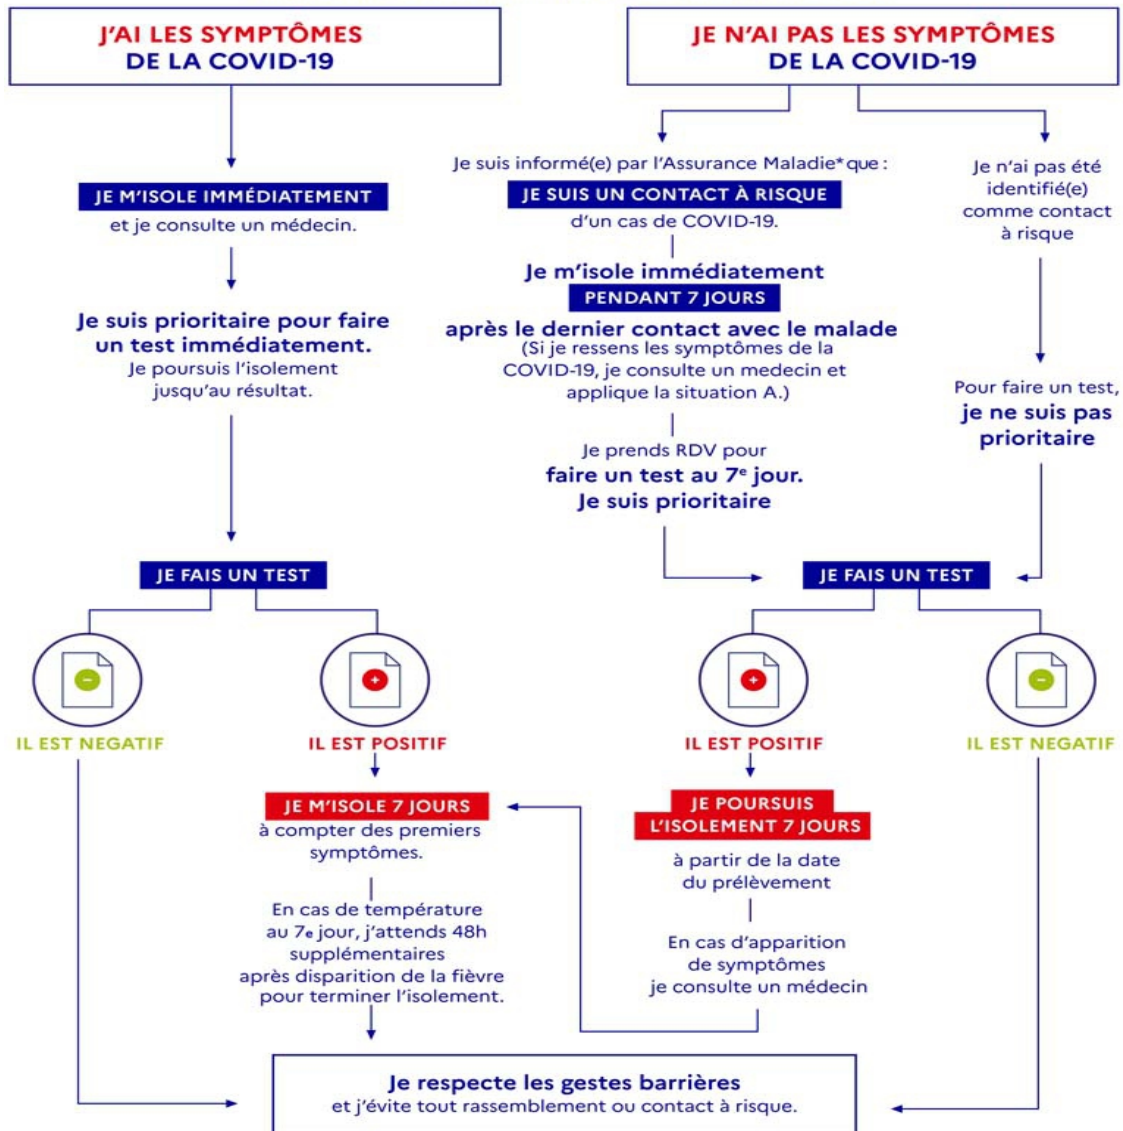 J'AI LES SYMPTÔMES
DE LA COVID-19
JE M'ISOLE IMMÉDIATEMENT
et je consulte un médecin.
Je suis prioritaire pour faire
un test immédiatement.
Je poursuis l'isolement
jusqu'au résultat.
JE FAIS UN TEST
-
IL EST NEGATIF
+
IL EST POSITIF
JE M'ISOLE 7 JOURS
à compter des premiers
symptômes.
En cas de température
au 7e jour, j'attends 48h
supplémentaires
après disparition de la fièvre
pour terminer l'isolement.
JE N'AI PAS LES SYMPTÔMES
DE LA COVID-19
Je suis informé(e) par l'Assurance Maladie* que :
JE SUIS UN CONTACT À RISQUE
d'un cas de COVID-19.
Je m'isole immédiatement
PENDANT 7 JOURS
après le dernier contact avec le malade
(Si je ressens les symptômes de la
COVID-19, je consulte un medecin et
applique la situation A.)
Je prends RDV pour
faire un test au 7e jour.
Je suis prioritaire
Je n'ai pas été
identifié(e)
comme contact
à risque
Pour faire un test,
je ne suis pas
prioritaire
JE FAIS UN TEST
+
IL EST POSITIF
JE POURSUIS
L'ISOLEMENT 7 JOURS
à partir de la date
du prélèvement
En cas d'apparition
de symptômes
je consulte un médecin
-
IL EST NEGATIF
Je respecte les gestes barrières
et j'évite tout rassemblement ou contact à risque.